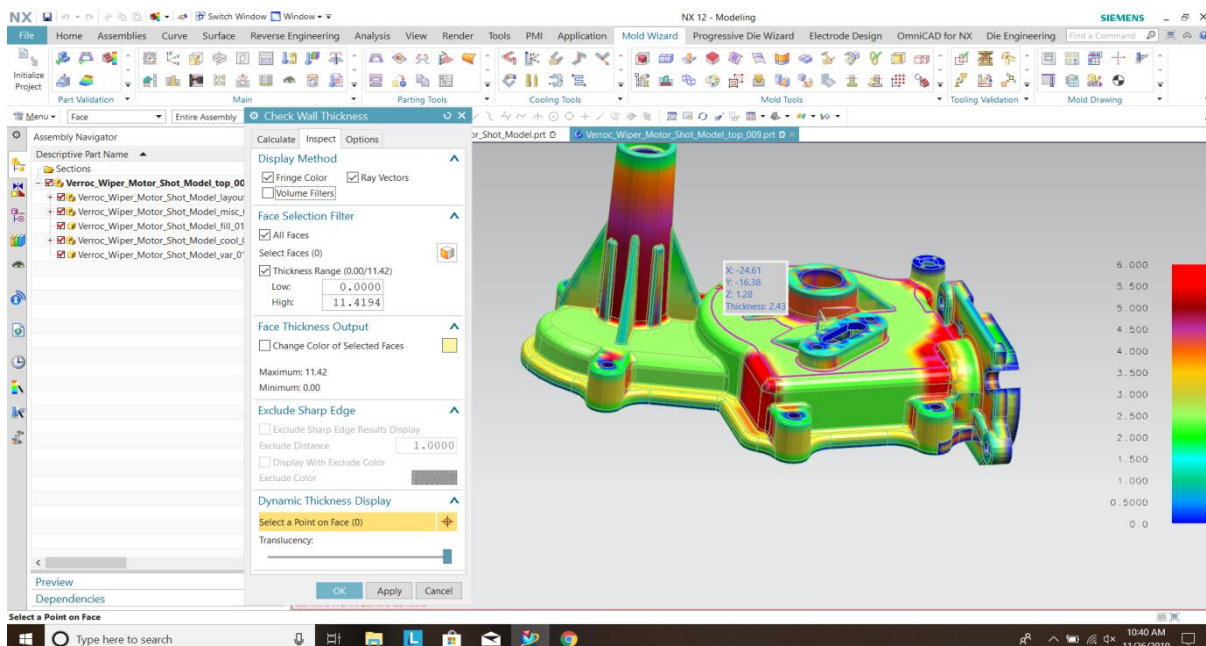 NX
Switch Window
Window
NX 12 - Modeling
SIEMENS
File
Home
Assemblies
Curve
Surface
Reverse Engineering
Analysis
View
Render
Tools
PMI
Application
Mold Wizard
Progressive Die Wizard
Electrode Design
OmniCAD for NX
Die Engineering
Find a Command
Initialize
Project
Part Validation
Main
Parting Tools
Cooling Tools
Mold Tools
Tooling Validation
Mold Drawing
Menu
Face
Entire Assembly
Assembly Navigator
Descriptive Part Name
Sections
Verroc_Wiper_Motor_Shot_Model_top_00
Verroc_Wiper_Motor_Shot_Model_layou
Verroc_Wiper_Motor_Shot_Model_misc_
Verroc_Wiper_Motor_Shot_Model_fill_01
Verroc_Wiper_Motor_Shot_Model_cool_
Verroc_Wiper_Motor_Shot_Model_var_0
Preview
Dependencies
Check Wall Thickness
Calculate
Inspect
Options
Display Method
Fringe Color
Ray Vectors
Volume Fillers
Face Selection Filter
All Faces
Select Faces (0)
Thickness Range (0.00/11.42)
Low:
0.0000
High:
11.4194
Face Thickness Output
Change Color of Selected Faces
Maximum: 11.42
Minimum: 0.00
Exclude Sharp Edge
Exclude Sharp Edge Results Display
Exclude Distance
1.0000
Display With Exclude Color
Exclude Color
Dynamic Thickness Display
Select a Point on Face (0)
Translucency:
OK
Apply
Cancel
or_Shot_Model.prt
Verroc_Wiper_Motor_Shot_Model_top_009.prt
X: -24.61
Y: -16.38
Z: 1.28
Thickness: 2.43
6.000
5.500
5.000
4.500
4.000
3.500
3.000
2.500
2.000
1.500
1.000
0.5000
0.0
Select a Point on Face
Type here to search
10:40 AM
11/26/2019